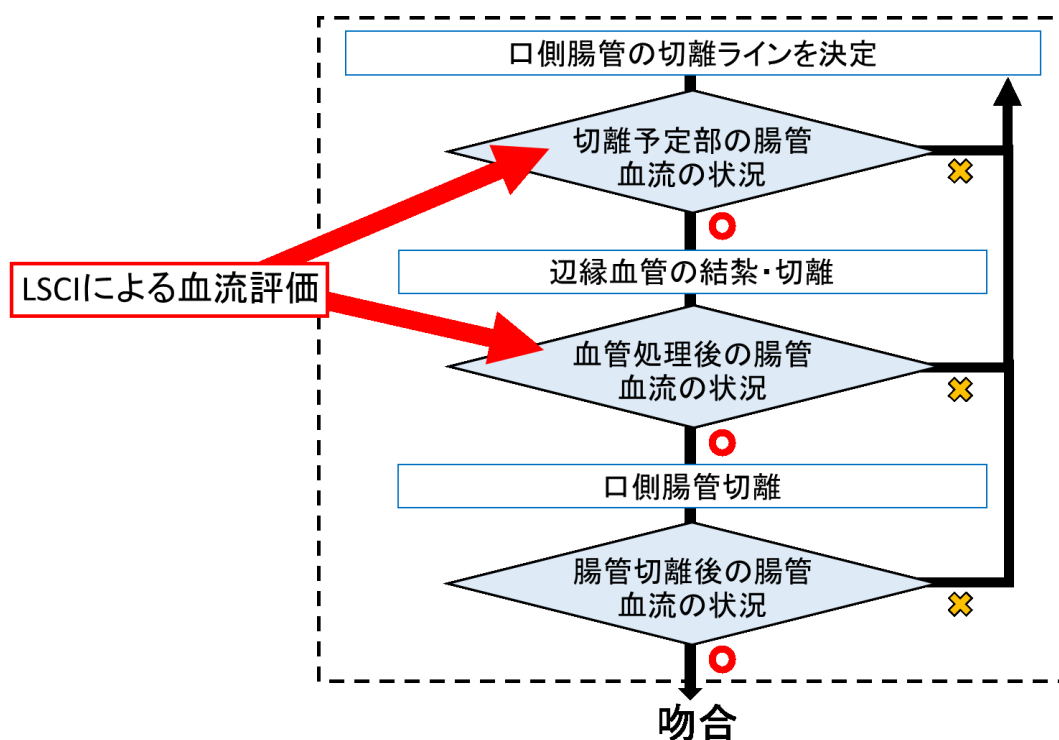 口側腸管の切離ラインを決定
切離予定部の腸管
血流の状況
辺縁血管の結紮・切離
LSCIによる血流評価
血管処理後の腸管
血流の状況
口側腸管切離
腸管切離後の腸管
血流の状況
吻合